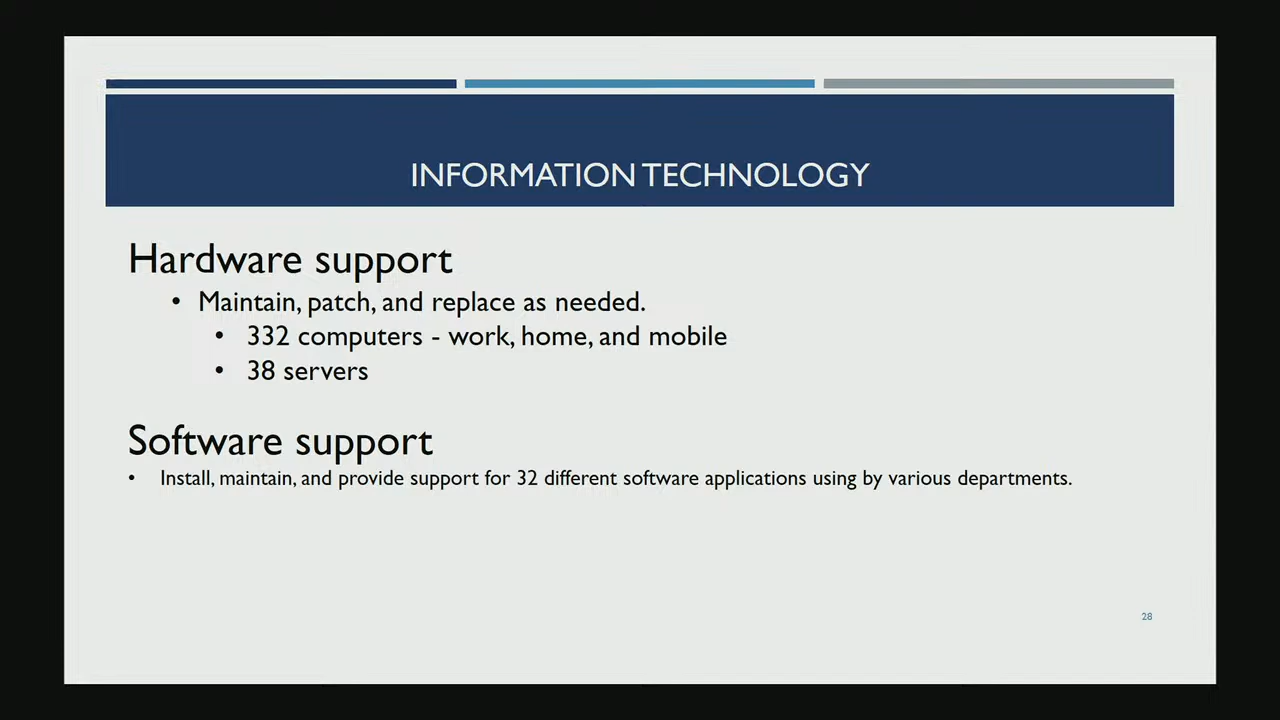 INFORMATION TECHNOLOGY
Hardware support
• Maintain, patch, and replace as needed.
• 332 computers - work, home, and mobile
• 38 servers
Software support
• Install, maintain, and provide support for 32 different software applications using by various departments.
28